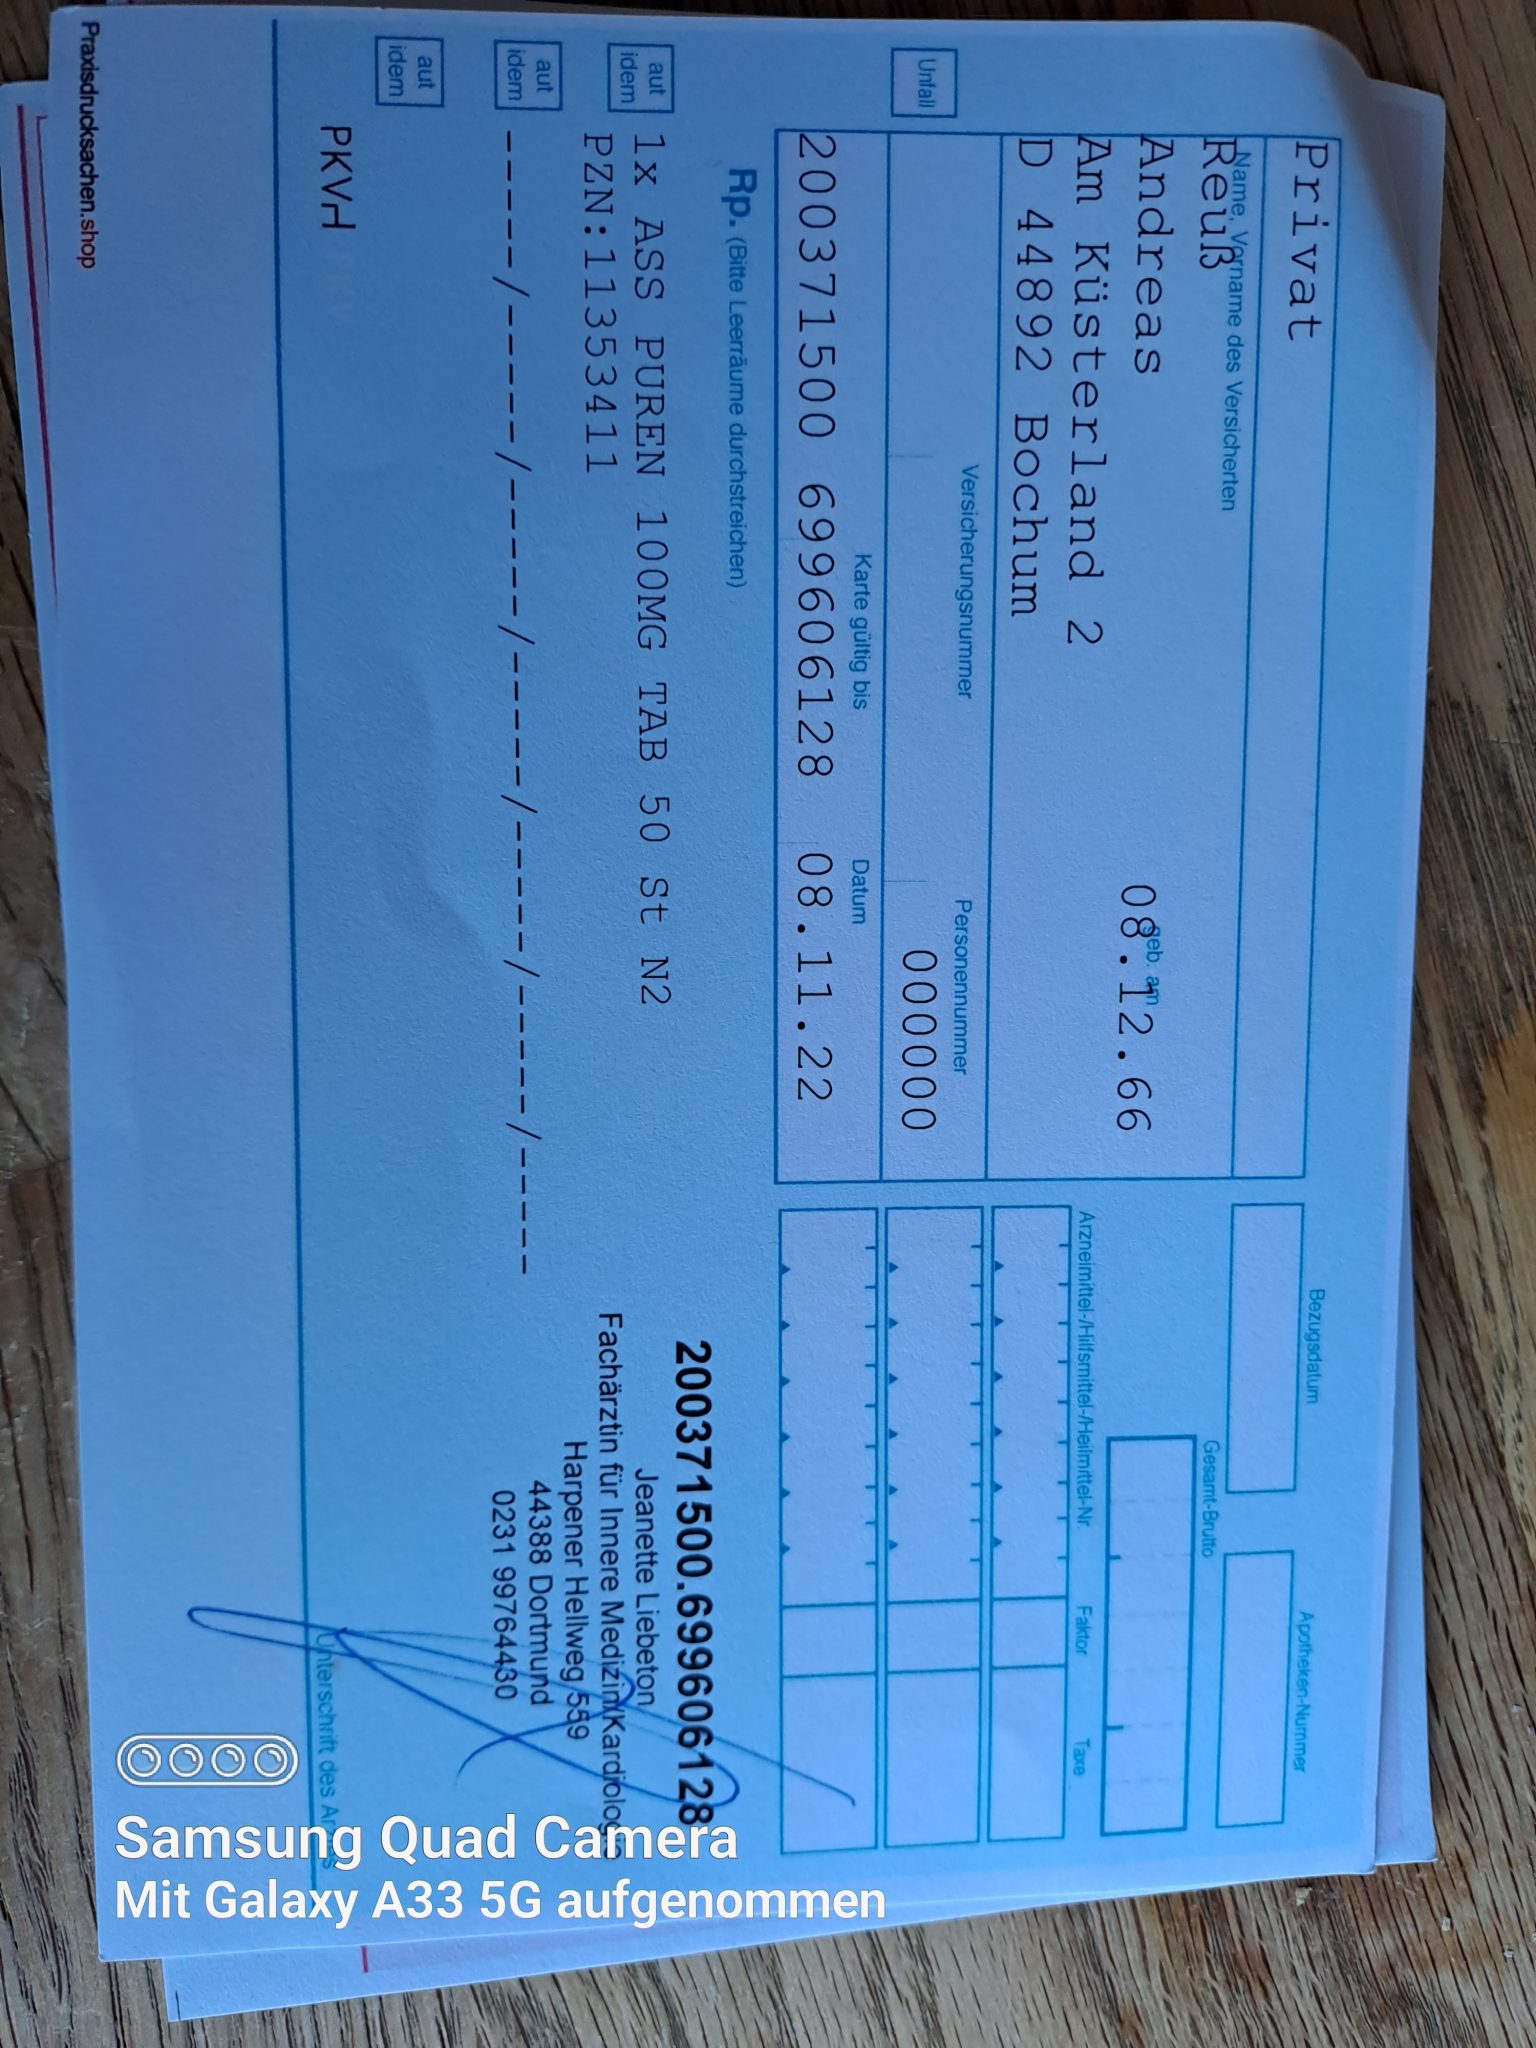 Privat
Bezugsdatum
Apotheken-Nummer
Name, Vorname des Versicherten
Reuß
Andreas
geb. am
08.12.66
Am Küsterland 2
D 44892 Bochum
Gesamt-Brutto
Arzneimittel-/Hilfsmittel-/Heilmittel-Nr.
Faktor
Taxe
Unfall
Versicherungsnummer
Personennummer
000000
Karte gültig bis
Datum
200371500 699606128 08.11.22
Rp. (Bitte Leerräume durchstreichen)
aut idem
1x ASS PUREN 100MG TAB 50 St N2
PZN:11353411
aut idem
-----/-----/-----/-----/-----/-----/-----/----
aut idem
PKVH
200371500.699606128
Jeanette Liebeton
Fachärztin für Innere Medizin/Kardiologie
Harpener Hellweg 559
44388 Dortmund
0231 99764430
Unterschrift des Arztes
Praxisdrucksachen.shop
Samsung Quad Camera
Mit Galaxy A33 5G aufgenommen